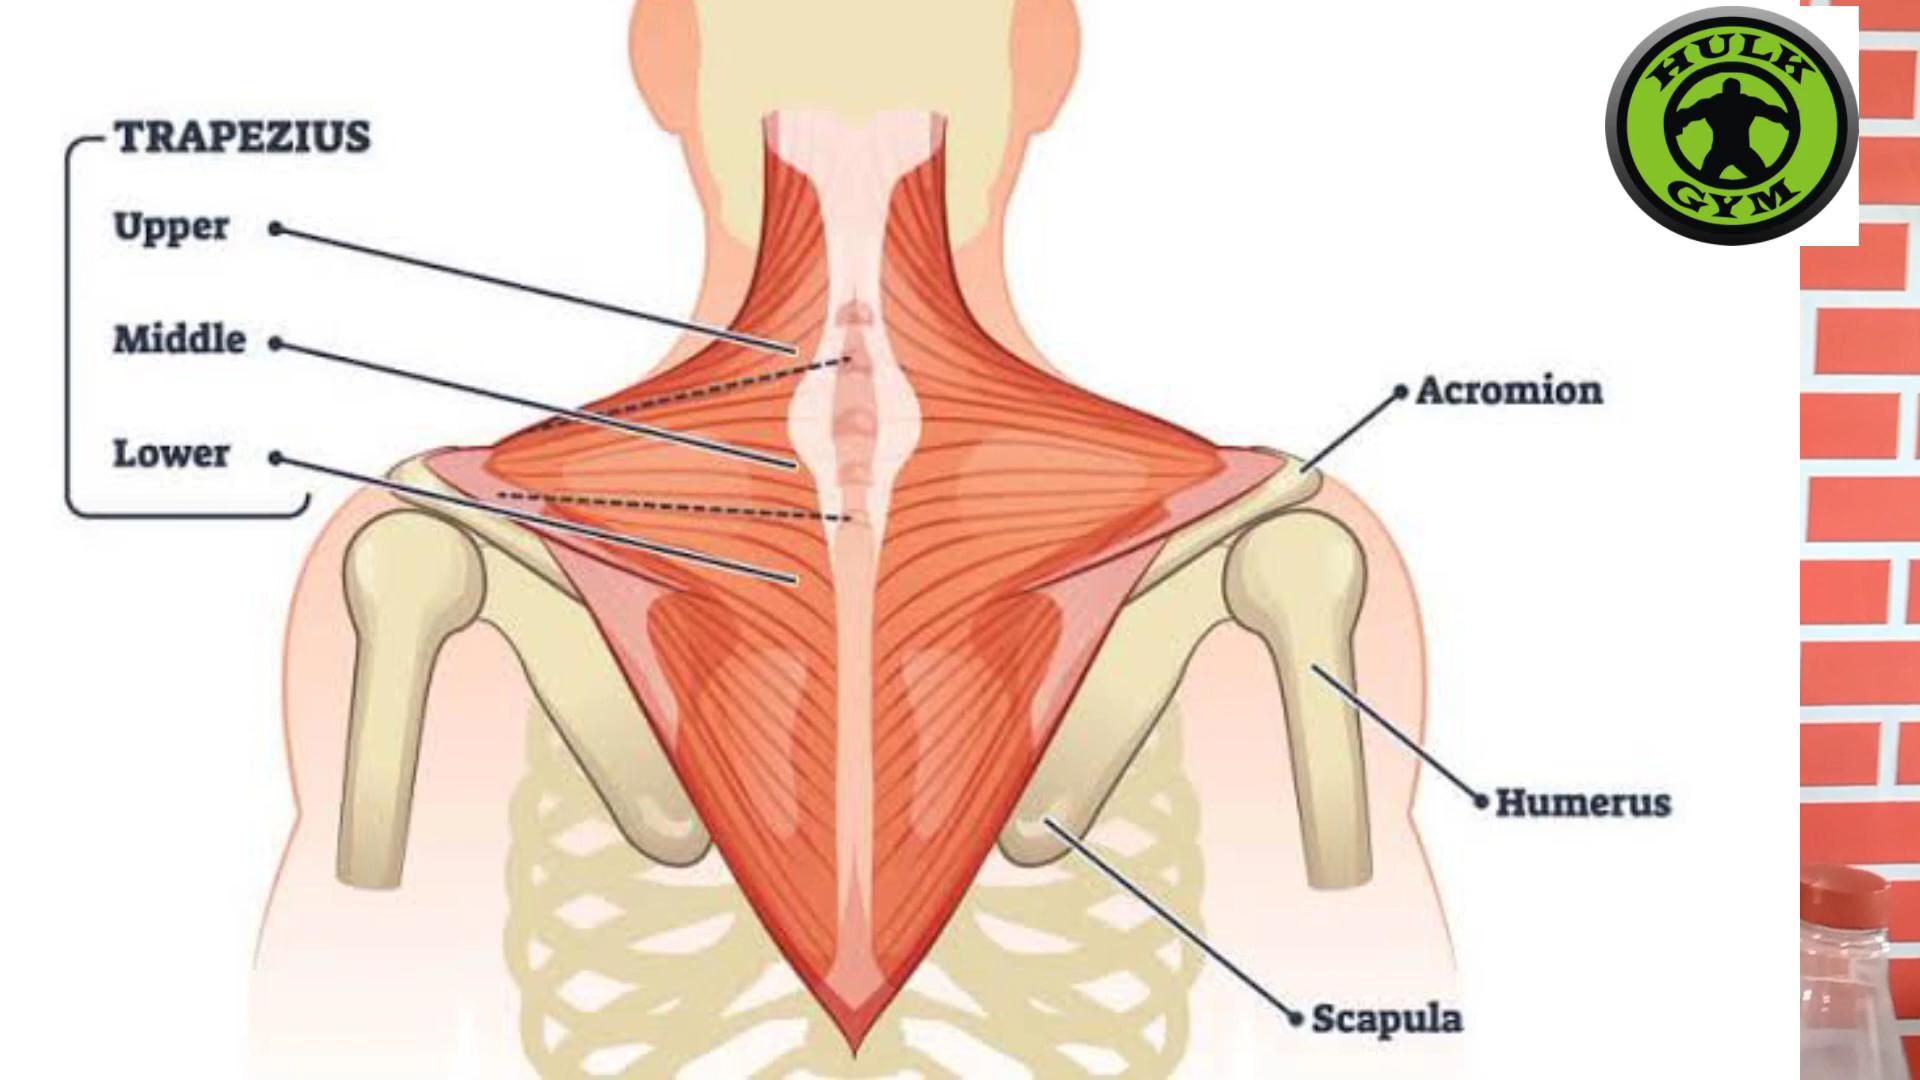 TRAPEZIUS
Upper
Middle
Lower
Acromion
Humerus
Scapula
HULK
GYM